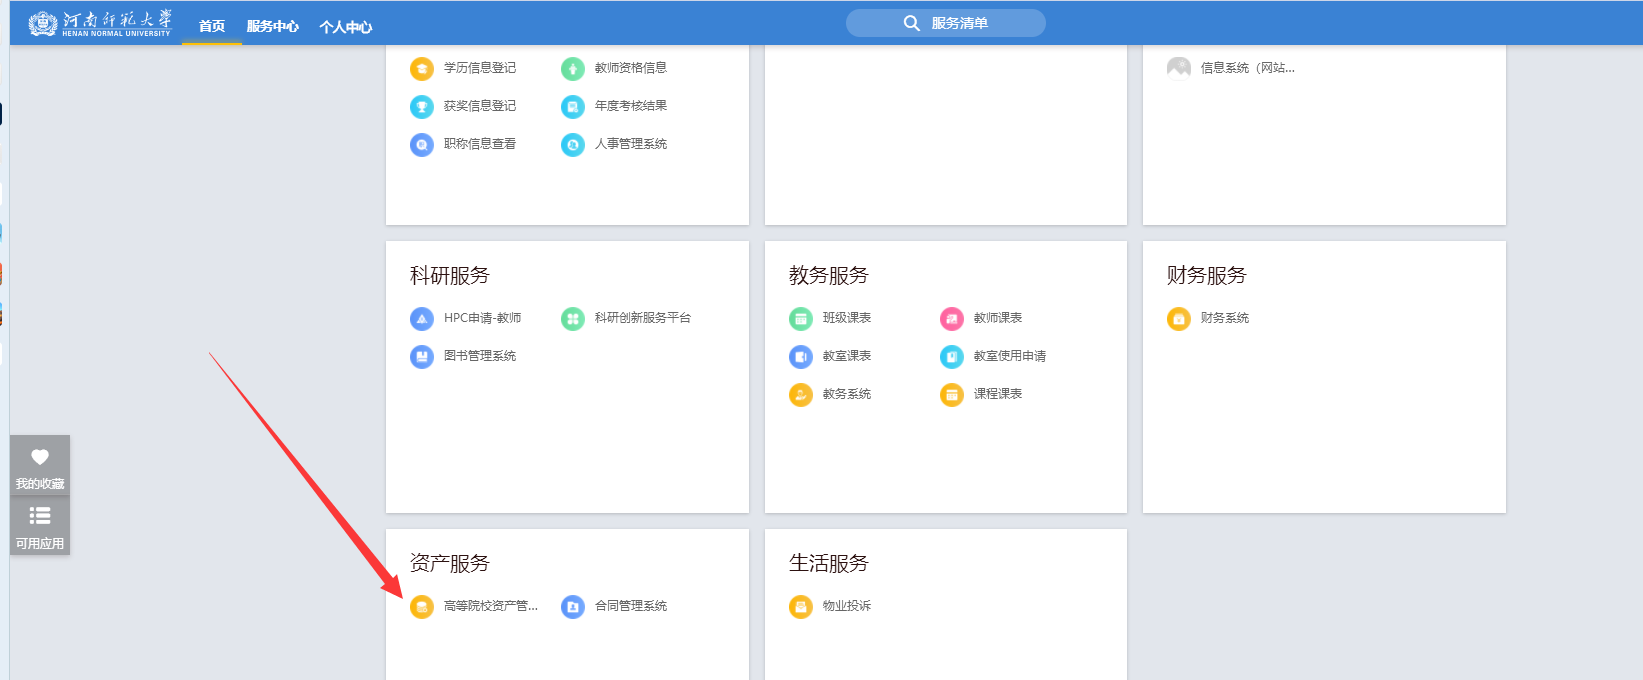 河南师范大学
HENAN NORMAL UNIVERSITY
首页 服务中心 个人中心
服务清单
学历信息登记 教师资格信息
获奖信息登记 年度考核结果
职称信息查看 人事管理系统
信息系统（网站...
科研服务
HPC申请-教师 科研创新服务平台
图书管理系统
教务服务
班级课表 教师课表
教室课表 教室使用申请
教务系统 课程课表
财务服务
财务系统
我的收藏
可用应用
资产服务
高等院校资产管... 合同管理系统
生活服务
物业投诉